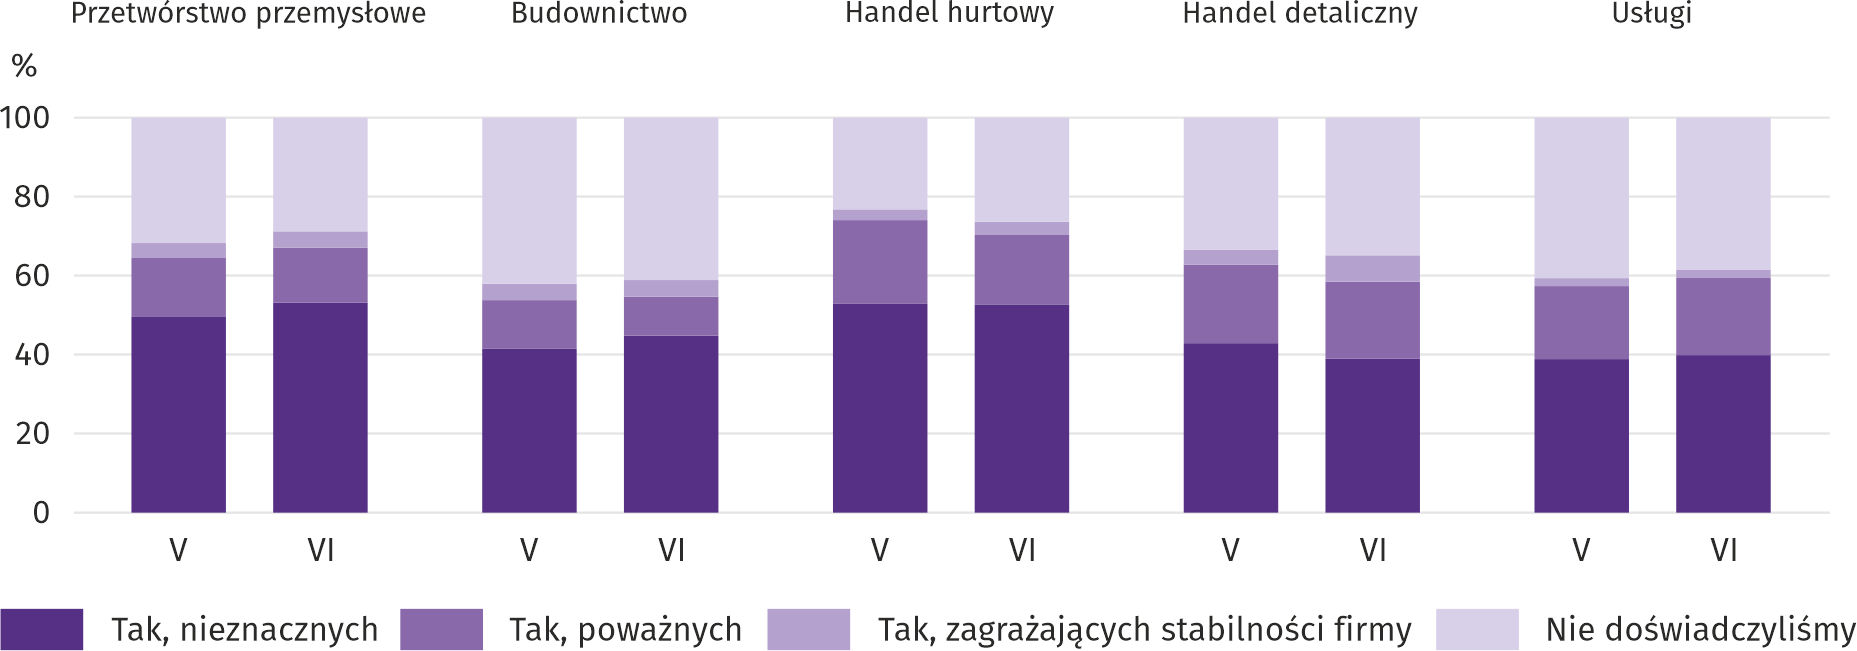 Przetwórstwo przemysłowe Budownictwo Handel hurtowy Handel detaliczny Usługi
%
100
80
60
40
20
0
V VI V VI V VI V VI V VI
Tak, nieznacznych Tak, poważnych Tak, zagrażających stabilności firmy Nie doświadczyliśmy